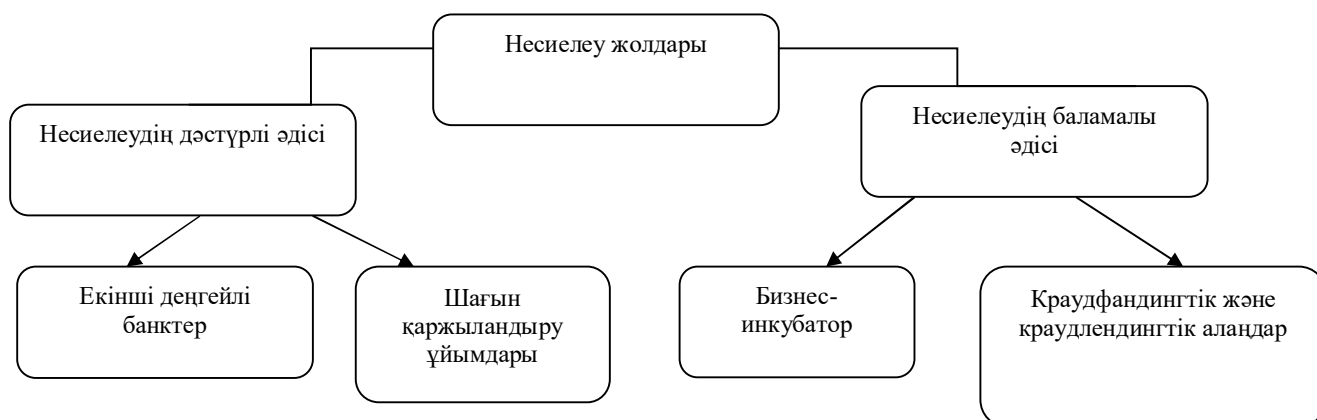 Несиелеу жолдары
Несиелеудің дәстүрлі әдісі
Несиелеудің баламалы
әдісі
Екінші деңгейлі
банктер
Шағын
қаржыландыру
ұйымдары
Бизнес-
инкубатор
Краудфандингтік және
краудлендингтік алаңдар